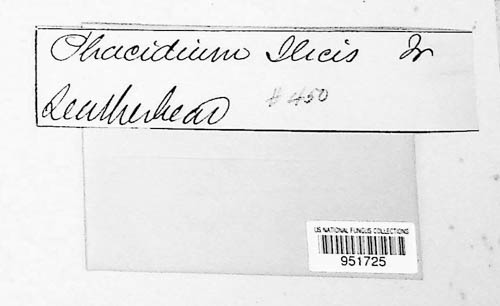 Phacidium Ilicis Fr
Leatherhead #450
US NATIONAL FUNGUS COLLECTIONS
951725